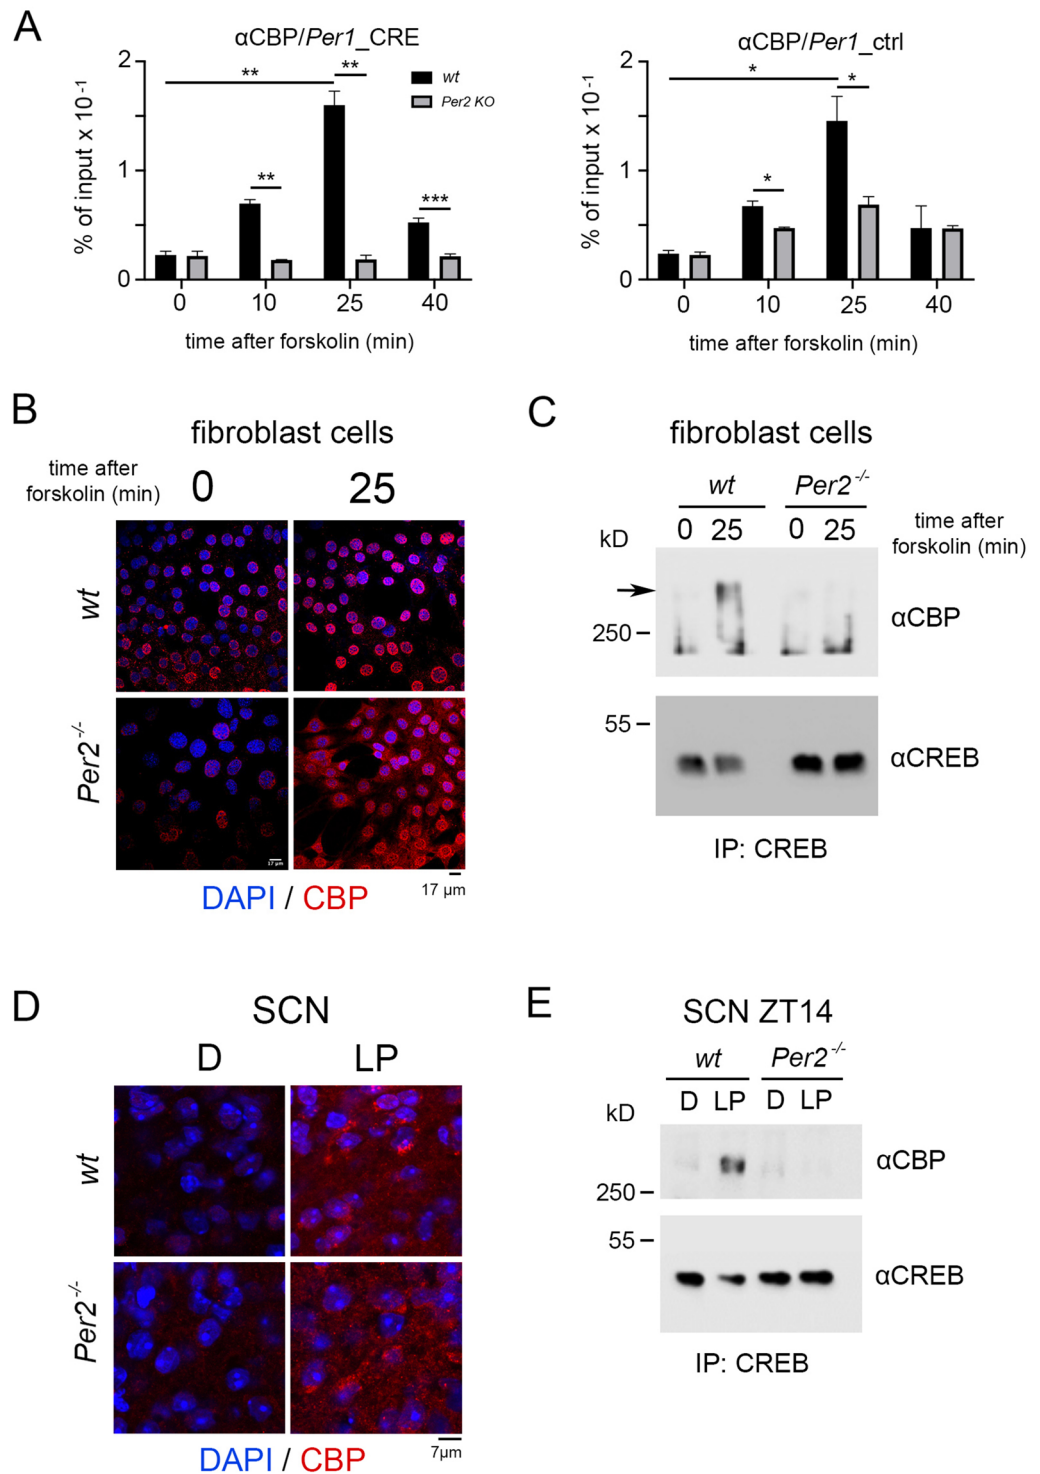 A
αCBP/Per1_CRE
% of input x 10⁻¹
2
1
0
**
**
**
***
wt
Per2 KO
0 10 25 40
time after forskolin (min)
αCBP/Per1_ctrl
% of input x 10⁻¹
2
1
0
*
*
*
0 10 25 40
time after forskolin (min)
B
fibroblast cells
time after
forskolin (min)
0 25
wt
Per2⁻/⁻
17 µm
17 µm
DAPI / CBP
C
fibroblast cells
wt Per2⁻/⁻
kD
0 25 0 25
time after
forskolin (min)
250
αCBP
55
αCREB
IP: CREB
D
SCN
D LP
wt
Per2⁻/⁻
7µm
DAPI / CBP
E
SCN ZT14
wt Per2⁻/⁻
kD
D LP D LP
αCBP
250
55
αCREB
IP: CREB